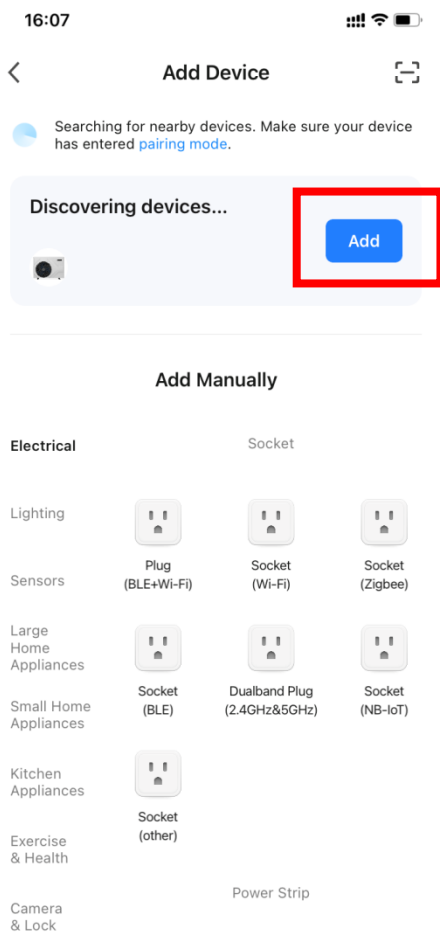 16:07
Add Device
Searching for nearby devices. Make sure your device
has entered pairing mode.
Discovering devices...
Add
Add Manually
Electrical
Socket
Lighting
Plug
(BLE+Wi-Fi)
Socket
(Wi-Fi)
Socket
(Zigbee)
Sensors
Large
Home
Appliances
Socket
(BLE)
Dualband Plug
(2.4GHz&5GHz)
Socket
(NB-IoT)
Small Home
Appliances
Kitchen
Appliances
Socket
(other)
Exercise
& Health
Power Strip
Camera
& Lock